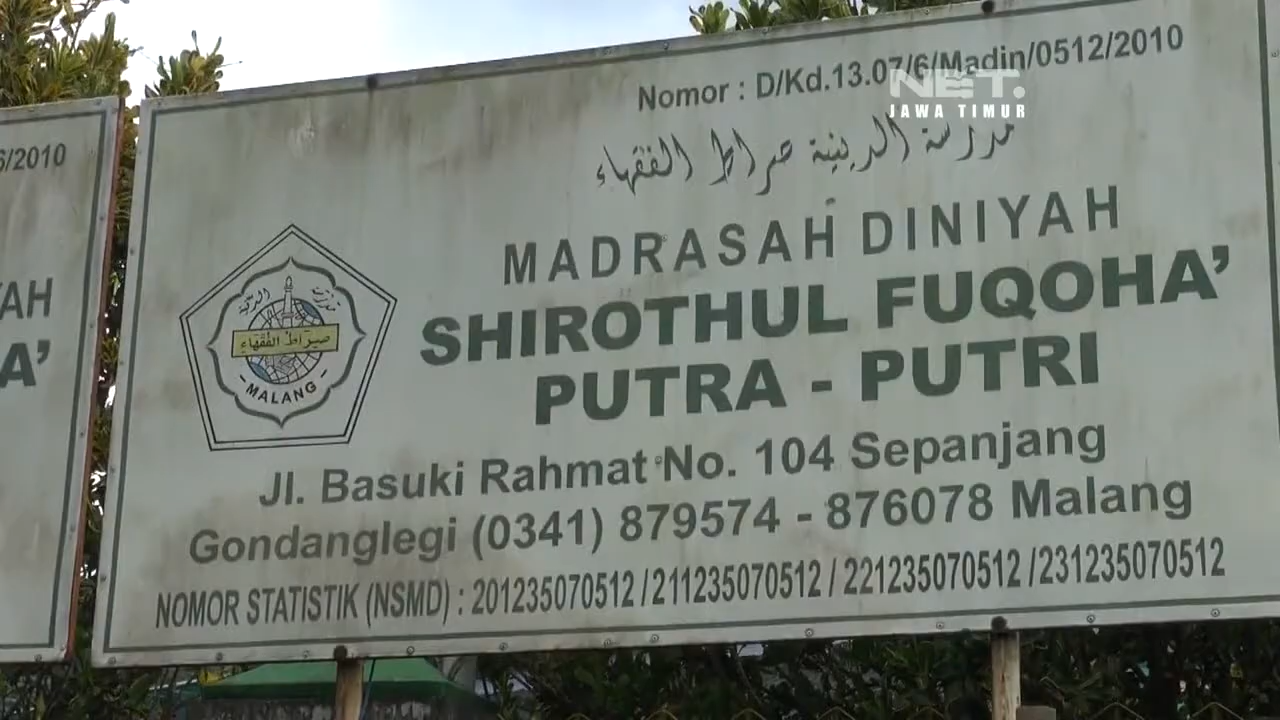 6/2010
AH
A'
Nomor : D/Kd.13.07/6/Madin/0512/2010
NET.
JAWA TIMUR
مدرسة الدينية صراط الفقهاء
MADRASAH DINIYAH
SHIROTHUL FUQOHA'
PUTRA - PUTRI
صراط الفقهاء
MALANG
Jl. Basuki Rahmat No. 104 Sepanjang
Gondanglegi (0341) 879574 - 876078 Malang
NOMOR STATISTIK (NSMD) : 201235070512 / 211235070512 / 221235070512 / 231235070512